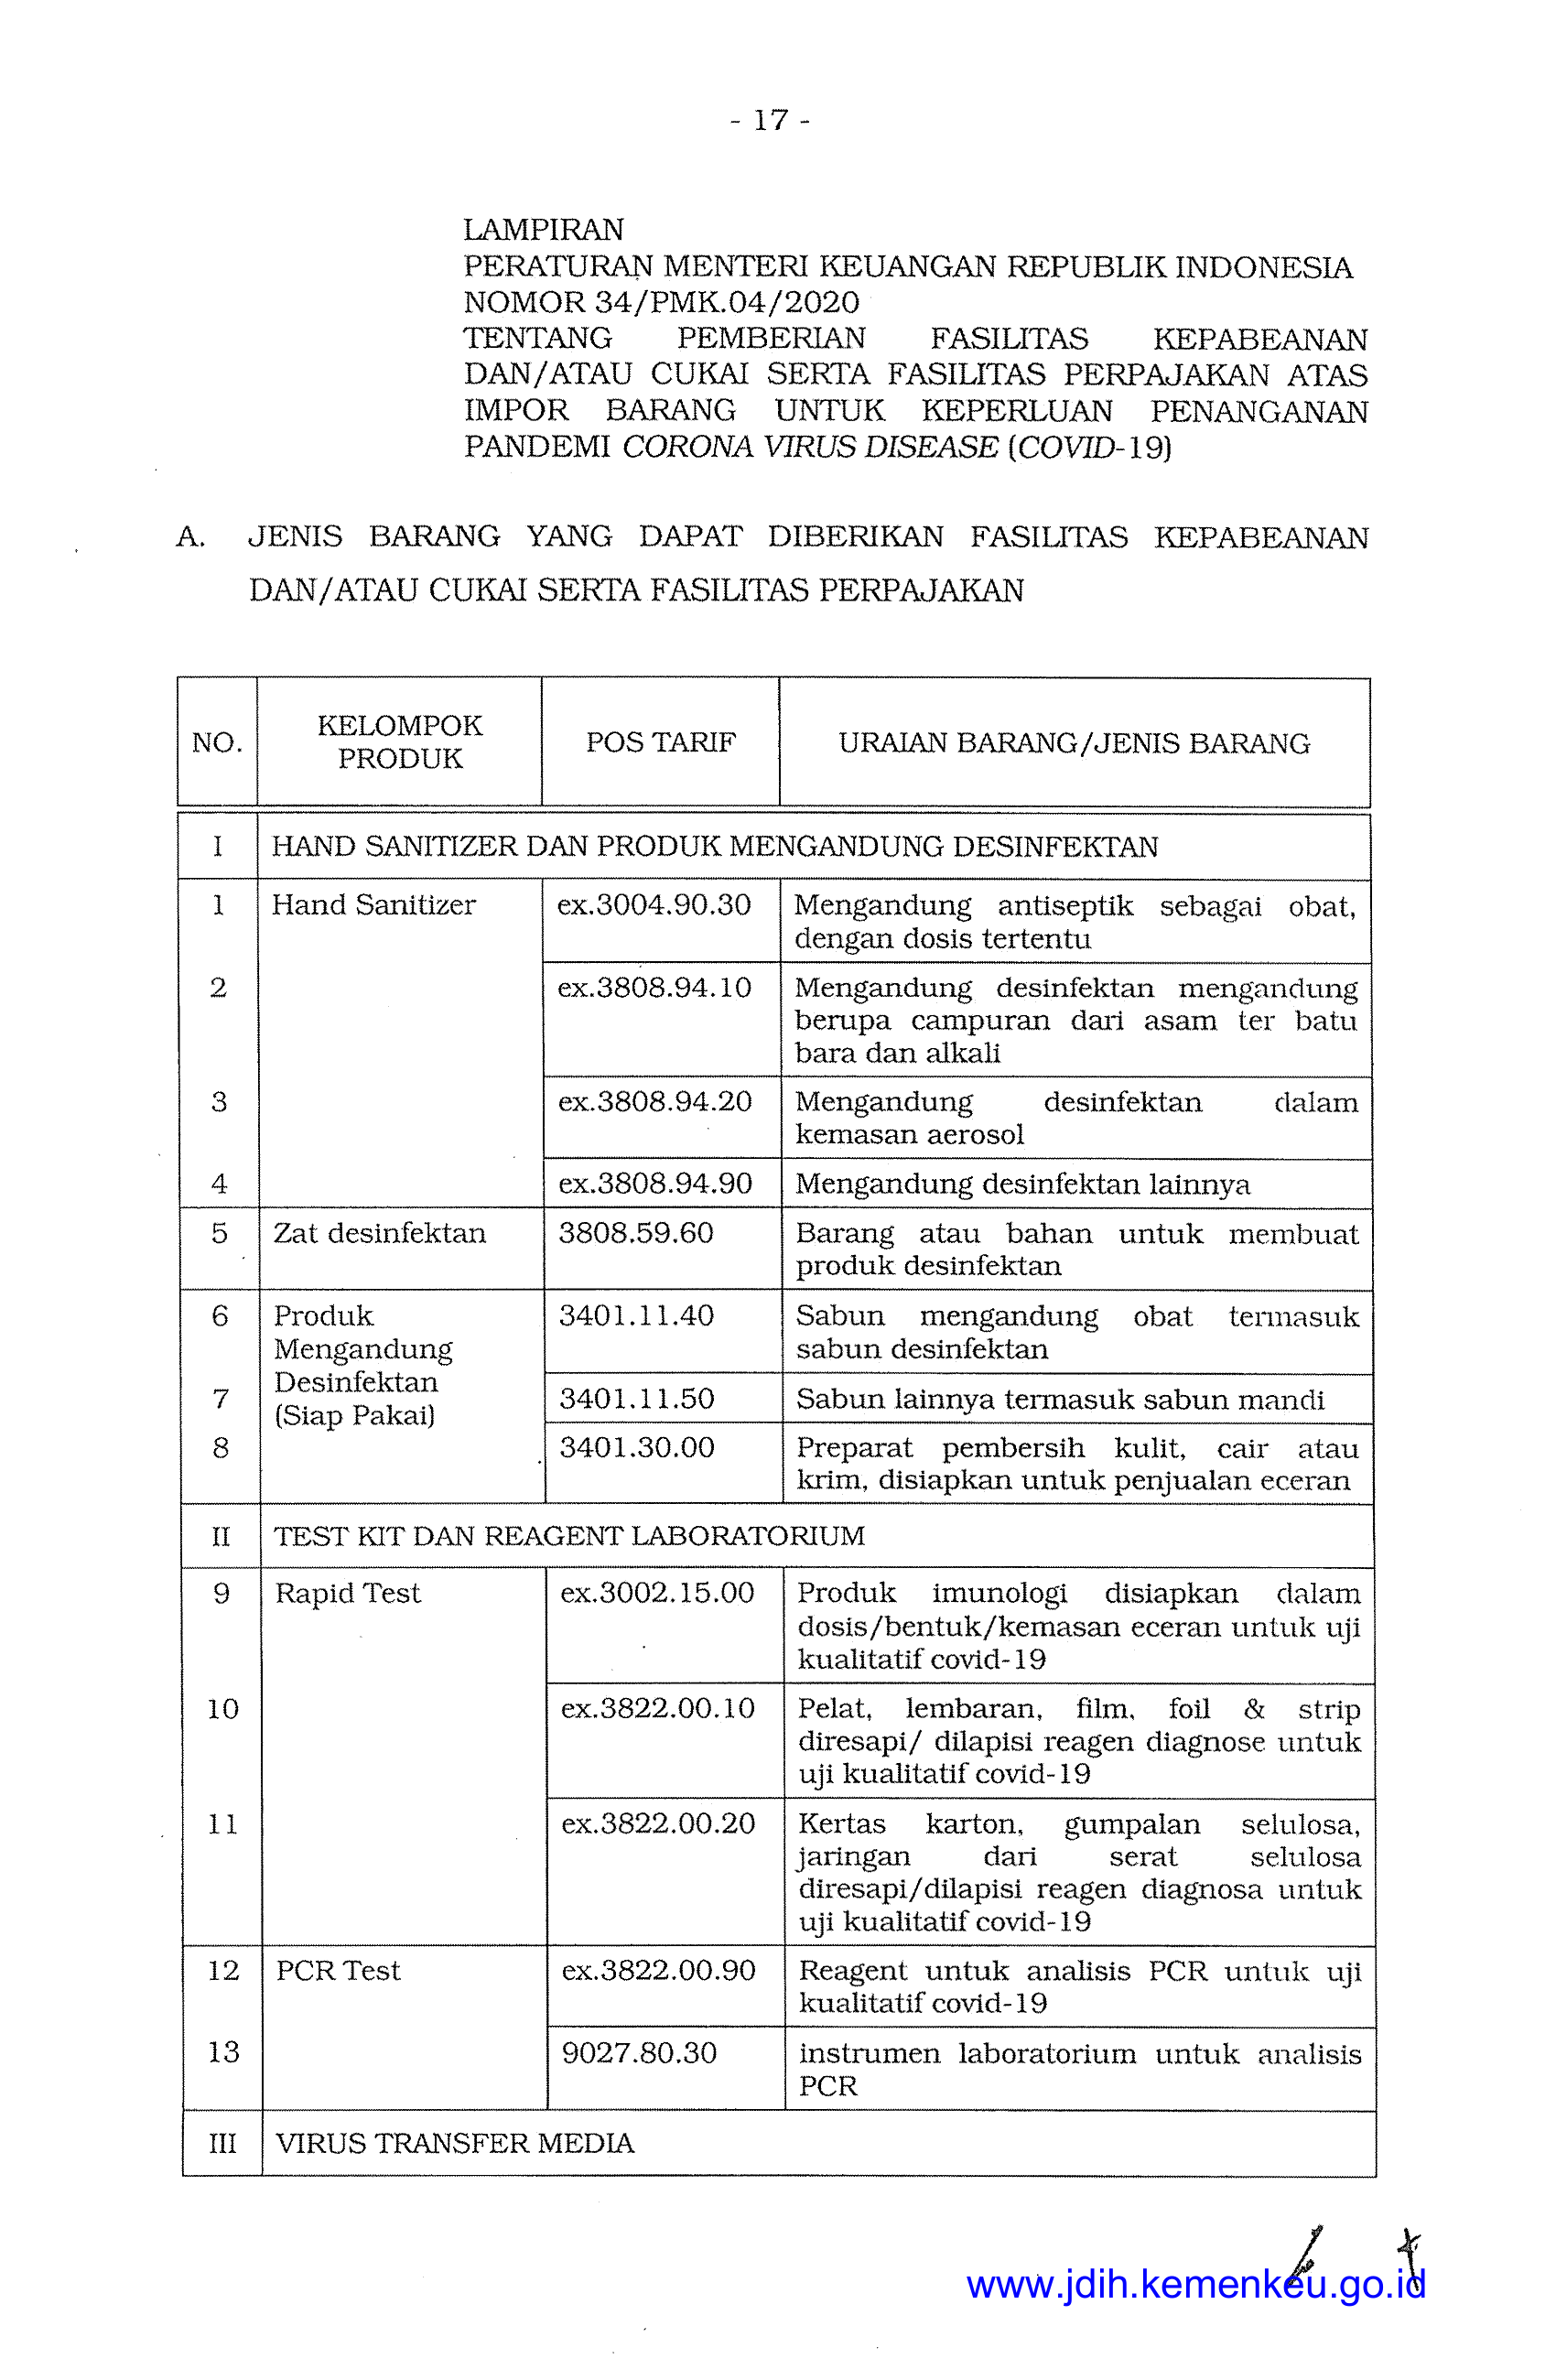 - 17 -
LAMPIRAN
PERATURAN MENTERI KEUANGAN REPUBLIK INDONESIA
NOMOR 34/PMK.04/2020
TENTANG PEMBERIAN FASILITAS KEPABEANAN
DAN/ATAU CUKAI SERTA FASILITAS PERPAJAKAN ATAS
IMPOR BARANG UNTUK KEPERLUAN PENANGANAN
PANDEMI CORONA VIRUS DISEASE (COVID-19)
A. JENIS BARANG YANG DAPAT DIBERIKAN FASILITAS KEPABEANAN
DAN/ATAU CUKAI SERTA FASILITAS PERPAJAKAN
NO. KELOMPOK PRODUK POS TARIF URAIAN BARANG/JENIS BARANG
I HAND SANITIZER DAN PRODUK MENGANDUNG DESINFEKTAN
1 Hand Sanitizer ex.3004.90.30 Mengandung antiseptik sebagai obat,
dengan dosis tertentu
2 ex.3808.94.10 Mengandung desinfektan mengandung
berupa campuran dari asam ter batu
bara dan alkali
3 ex.3808.94.20 Mengandung desinfektan dalam
kemasan aerosol
4 ex.3808.94.90 Mengandung desinfektan lainnya
5 Zat desinfektan 3808.59.60 Barang atau bahan untuk membuat
produk desinfektan
6 Produk 3401.11.40 Sabun mengandung obat termasuk
Mengandung sabun desinfektan
Desinfektan
7 (Siap Pakai) 3401.11.50 Sabun lainnya termasuk sabun mandi
8 3401.30.00 Preparat pembersih kulit, cair atau
krim, disiapkan untuk penjualan eceran
II TEST KIT DAN REAGENT LABORATORIUM
9 Rapid Test ex.3002.15.00 Produk imunologi disiapkan dalam
dosis/bentuk/kemasan eceran untuk uji
kualitatif covid-19
10 ex.3822.00.10 Pelat, lembaran, film, foil & strip
diresapi/ dilapisi reagen diagnose untuk
uji kualitatif covid-19
11 ex.3822.00.20 Kertas karton, gumpalan selulosa,
jaringan dari serat selulosa
diresapi/dilapisi reagen diagnosa untuk
uji kualitatif covid-19
12 PCR Test ex.3822.00.90 Reagent untuk analisis PCR untuk uji
kualitatif covid-19
13 9027.80.30 instrumen laboratorium untuk analisis
PCR
III VIRUS TRANSFER MEDIA
www.jdih.kemenkeu.go.id